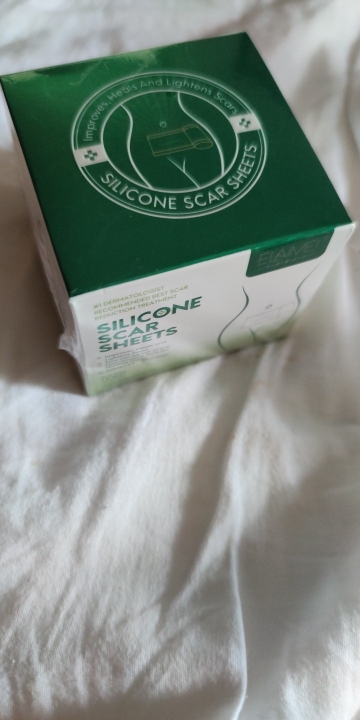 Improves, Heals And Lightens Scars
SILICONE SCAR SHEETS
ELAIMEI
#1 DERMATOLOGIST
RECOMMENDED BEST SCAR
REDUCTION TREATMENT
SILICONE
SCAR
SHEETS